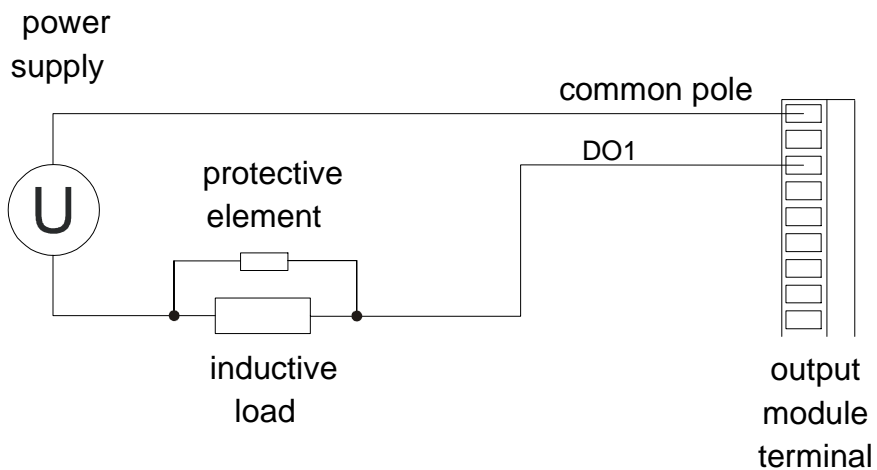 power
supply
common pole
DO1
protective
element
U
inductive
load
output
module
terminal